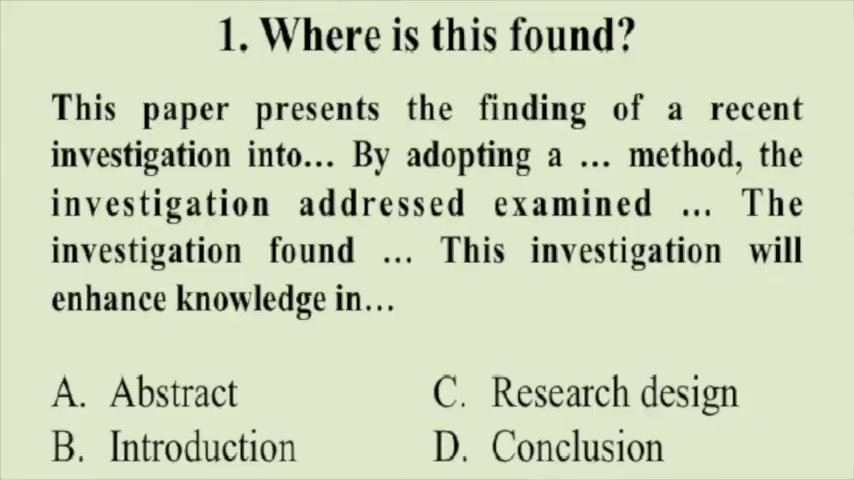 1. Where is this found?
This paper presents the finding of a recent
investigation into... By adopting a ... method, the
investigation addressed examined ... The
investigation found ... This investigation will
enhance knowledge in...
A. Abstract
B. Introduction
C. Research design
D. Conclusion